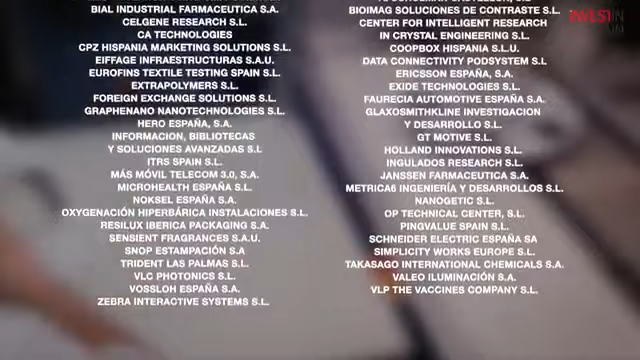 BIAL INDUSTRIAL FARMACEUTICA S.A.
CELGENE RESEARCH S.L.
CA TECHNOLOGIES
CPZ HISPANIA MARKETING SOLUTIONS S.L.
EIFFAGE INFRAESTRUCTURAS S.A.U.
EUROFINS TEXTILE TESTING SPAIN S.L.
EXTRAPOLYMERS S.L.
FOREIGN EXCHANGE SOLUTIONS S.L.
GRAPHENANO NANOTECHNOLOGIES S.L.
HERO ESPAÑA, S.A.
INFORMACION, BIBLIOTECAS
Y SOLUCIONES AVANZADAS S.L
ITRS SPAIN S.L.
MÁS MÓVIL TELECOM 3.0, S.A.
MICROHEALTH ESPAÑA S.L.
NOKSEL ESPAÑA S.A.
OXYGENACIÓN HIPERBÁRICA INSTALACIONES S.L.
RESILUX IBERICA PACKAGING S.A.
SENSIENT FRAGRANCES S.A.U.
SNOP ESTAMPACIÓN S.A
TRIDENT LAS PALMAS S.L.
VLC PHOTONICS S.L.
VOSSLOH ESPAÑA S.A.
ZEBRA INTERACTIVE SYSTEMS S.L.
BIOIMAG SOLUCIONES DE CONTRASTE S.L.
CENTER FOR INTELLIGENT RESEARCH
IN CRYSTAL ENGINEERING S.L.
COOPBOX HISPANIA S.L.U.
DATA CONNECTIVITY PODSYSTEM S.L
ERICSSON ESPAÑA, S.A.
EXIDE TECHNOLOGIES S.L.
FAURECIA AUTOMOTIVE ESPAÑA S.A.
GLAXOSMITHKLINE INVESTIGACION
Y DESARROLLO S.L.
GT MOTIVE S.L.
HOLLAND INNOVATIONS S.L.
INGULADOS RESEARCH S.L.
JANSSEN FARMACEUTICA S.A.
METRICA6 INGENIERÍA Y DESARROLLOS S.L.
NANOGETIC S.L.
OP TECHNICAL CENTER, S.L.
PINGVALUE SPAIN S.L.
SCHNEIDER ELECTRIC ESPAÑA SA
SIMPLICITY WORKS EUROPE S.L.
TAKASAGO INTERNATIONAL CHEMICALS S.A.
VALEO ILUMINACIÓN S.A.
VLP THE VACCINES COMPANY S.L.
INVEST IN